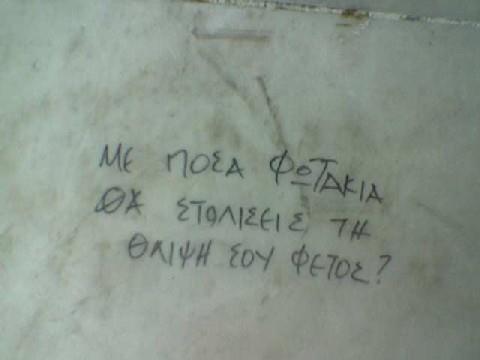 ΜΕ ΠΟΣΑ ΦΩΤΑΚΙΑ
ΘΑ ΣΤΟΛΙΣΕΙΣ ΤΗ
ΘΛΙΨΗ ΣΟΥ ΦΕΤΟΣ?